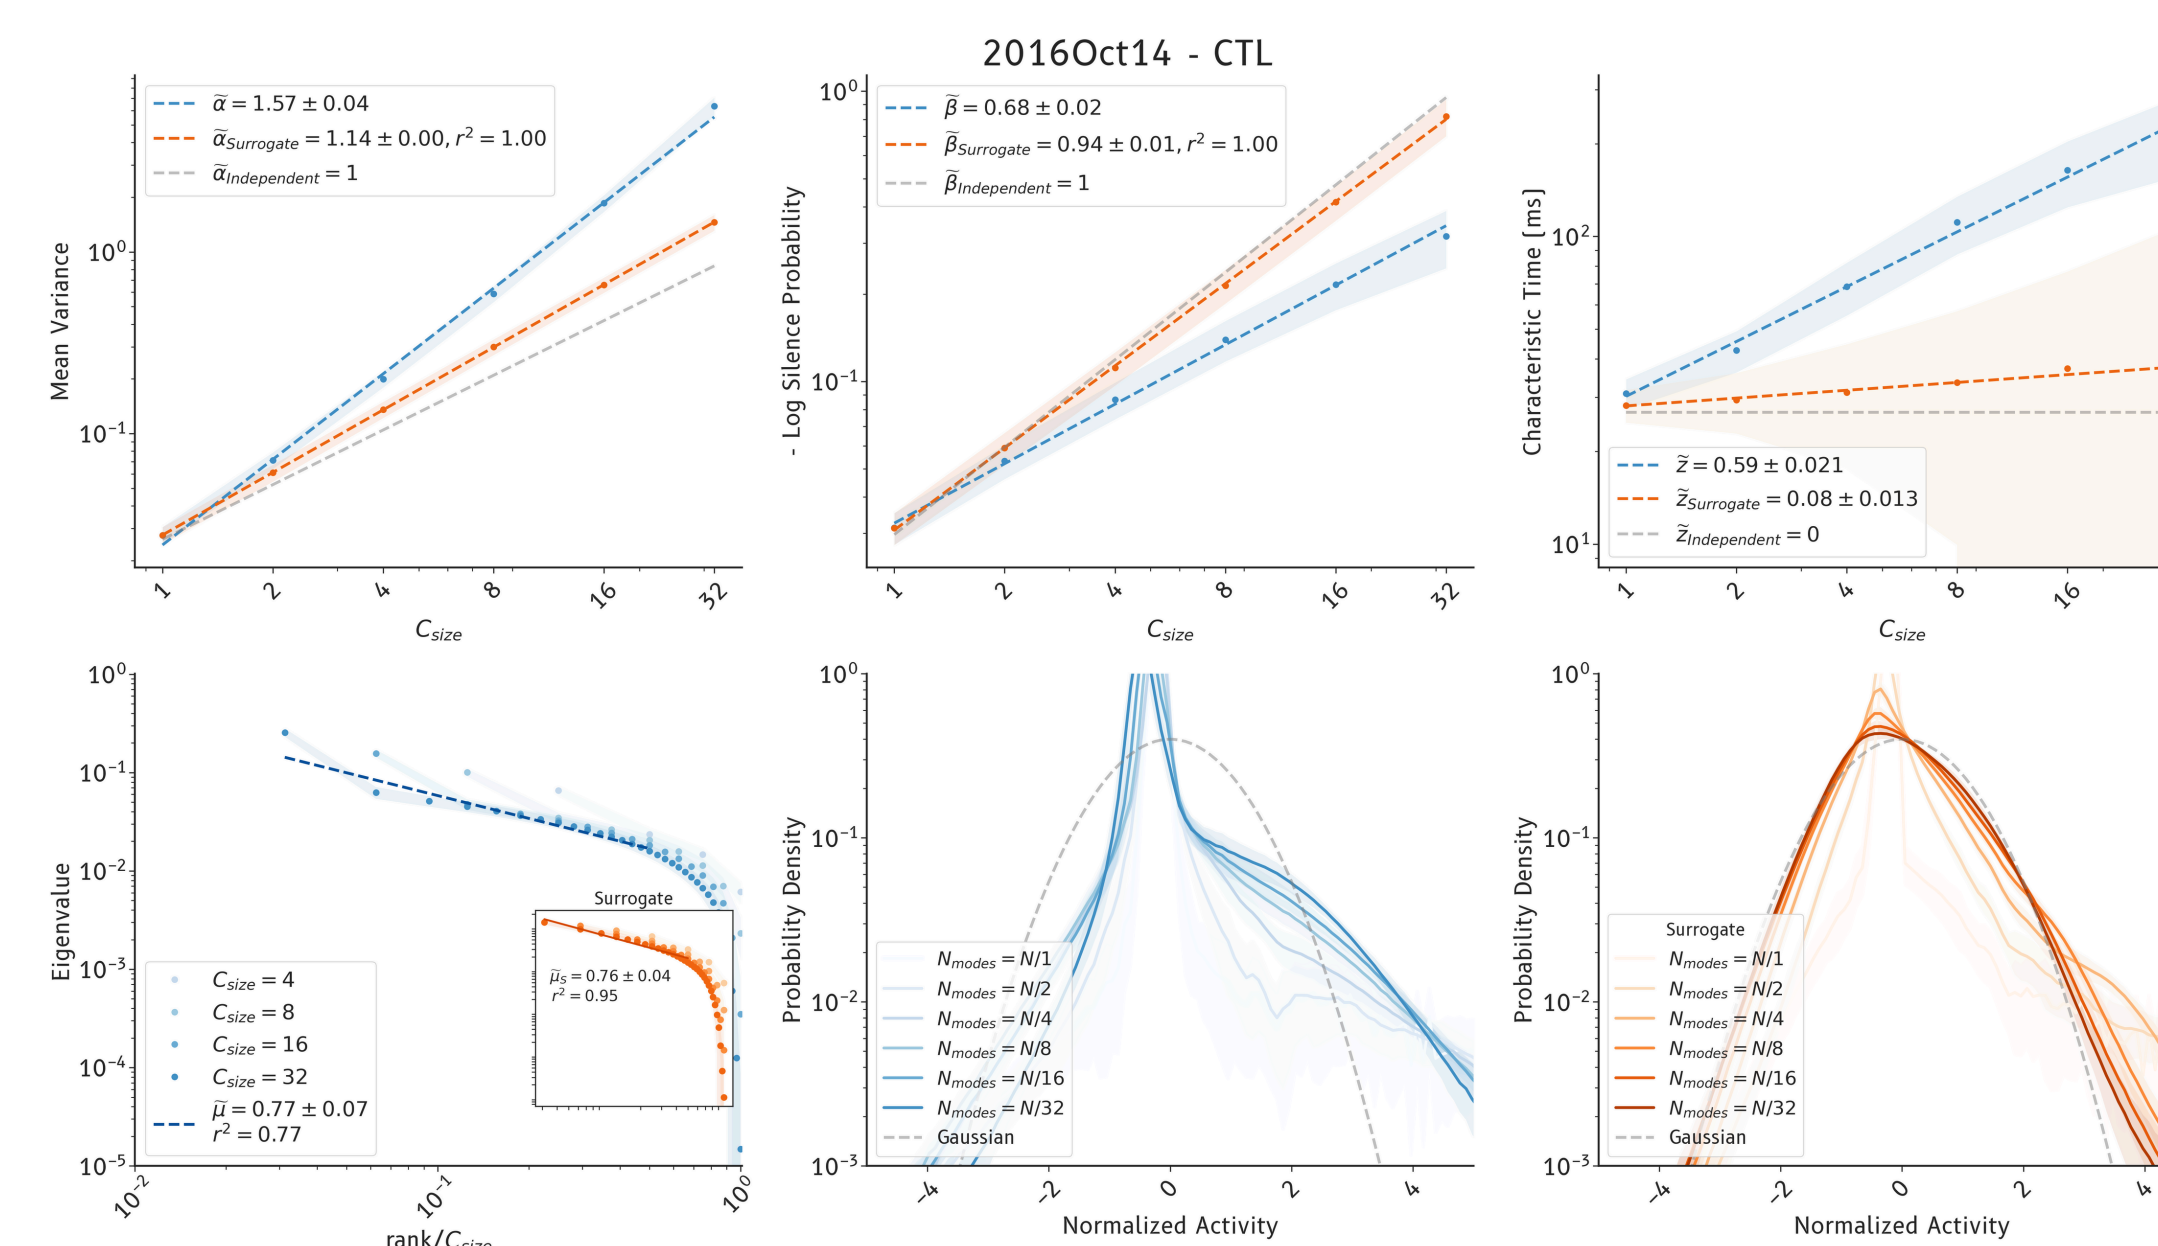 2016Oct14 - CTL
Mean Variance
10⁰
10⁻¹
α̃ = 1.57 ± 0.04
α̃Surrogate = 1.14 ± 0.00, r² = 1.00
α̃Independent = 1
1 2 4 8 16 32
Csize
- Log Silence Probability
10⁰
10⁻¹
β̃ = 0.68 ± 0.02
β̃Surrogate = 0.94 ± 0.01, r² = 1.00
β̃Independent = 1
1 2 4 8 16 32
Csize
Characteristic Time [ms]
10²
10¹
z̃ = 0.59 ± 0.021
z̃Surrogate = 0.08 ± 0.013
z̃Independent = 0
1 2 4 8 16
Csize
Eigenvalue
10⁰
10⁻¹
10⁻²
10⁻³
10⁻⁴
10⁻⁵
Csize = 4
Csize = 8
Csize = 16
Csize = 32
μ̃ = 0.77 ± 0.07
r² = 0.77
Surrogate
μ̃S = 0.76 ± 0.04
r² = 0.95
10⁻² 10⁻¹ 10⁰
rank/Csize
Probability Density
10⁰
10⁻¹
10⁻²
10⁻³
Nmodes = N/1
Nmodes = N/2
Nmodes = N/4
Nmodes = N/8
Nmodes = N/16
Nmodes = N/32
Gaussian
-4 -2 0 2 4
Normalized Activity
Probability Density
10⁰
10⁻¹
10⁻²
10⁻³
Surrogate
Nmodes = N/1
Nmodes = N/2
Nmodes = N/4
Nmodes = N/8
Nmodes = N/16
Nmodes = N/32
Gaussian
-4 -2 0 2 4
Normalized Activity